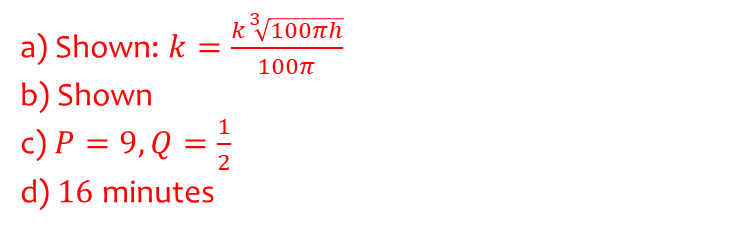 a) Shown: k = k∛(100πh) / 100π
b) Shown
c) P = 9, Q = 1/2
d) 16 minutes